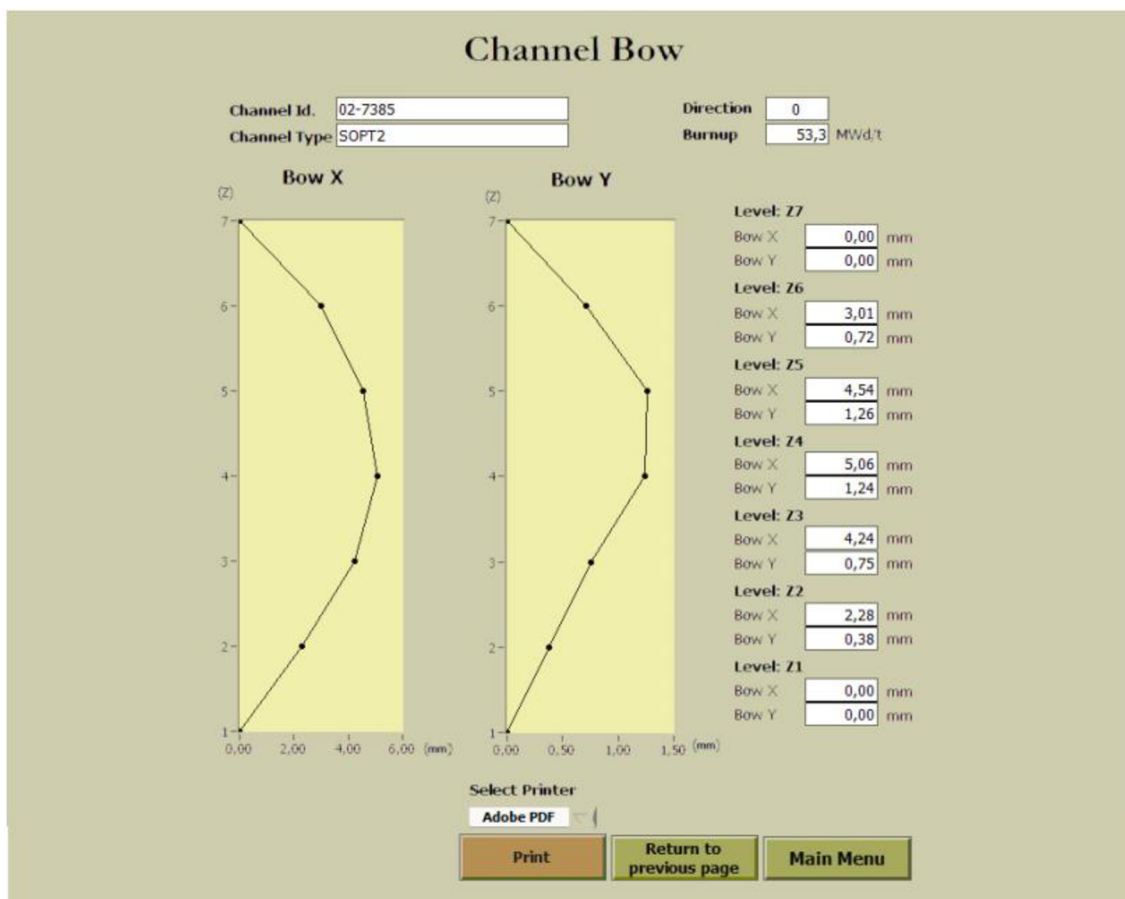 Channel Bow
Channel Id. 02-7385
Direction 0
Channel Type SOPT2
Burnup 53,3 MWd/t
Bow X
Bow Y
(Z)
(Z)
7
6
5
4
3
2
1
0,00 2,00 4,00 6,00 (mm)
7
6
5
4
3
2
1
0,00 0,50 1,00 1,50 (mm)
Level: Z7
Bow X 0,00 mm
Bow Y 0,00 mm
Level: Z6
Bow X 3,01 mm
Bow Y 0,72 mm
Level: Z5
Bow X 4,54 mm
Bow Y 1,26 mm
Level: Z4
Bow X 5,06 mm
Bow Y 1,24 mm
Level: Z3
Bow X 4,24 mm
Bow Y 0,75 mm
Level: Z2
Bow X 2,28 mm
Bow Y 0,38 mm
Level: Z1
Bow X 0,00 mm
Bow Y 0,00 mm
Select Printer
Adobe PDF
Print
Return to
previous page
Main Menu